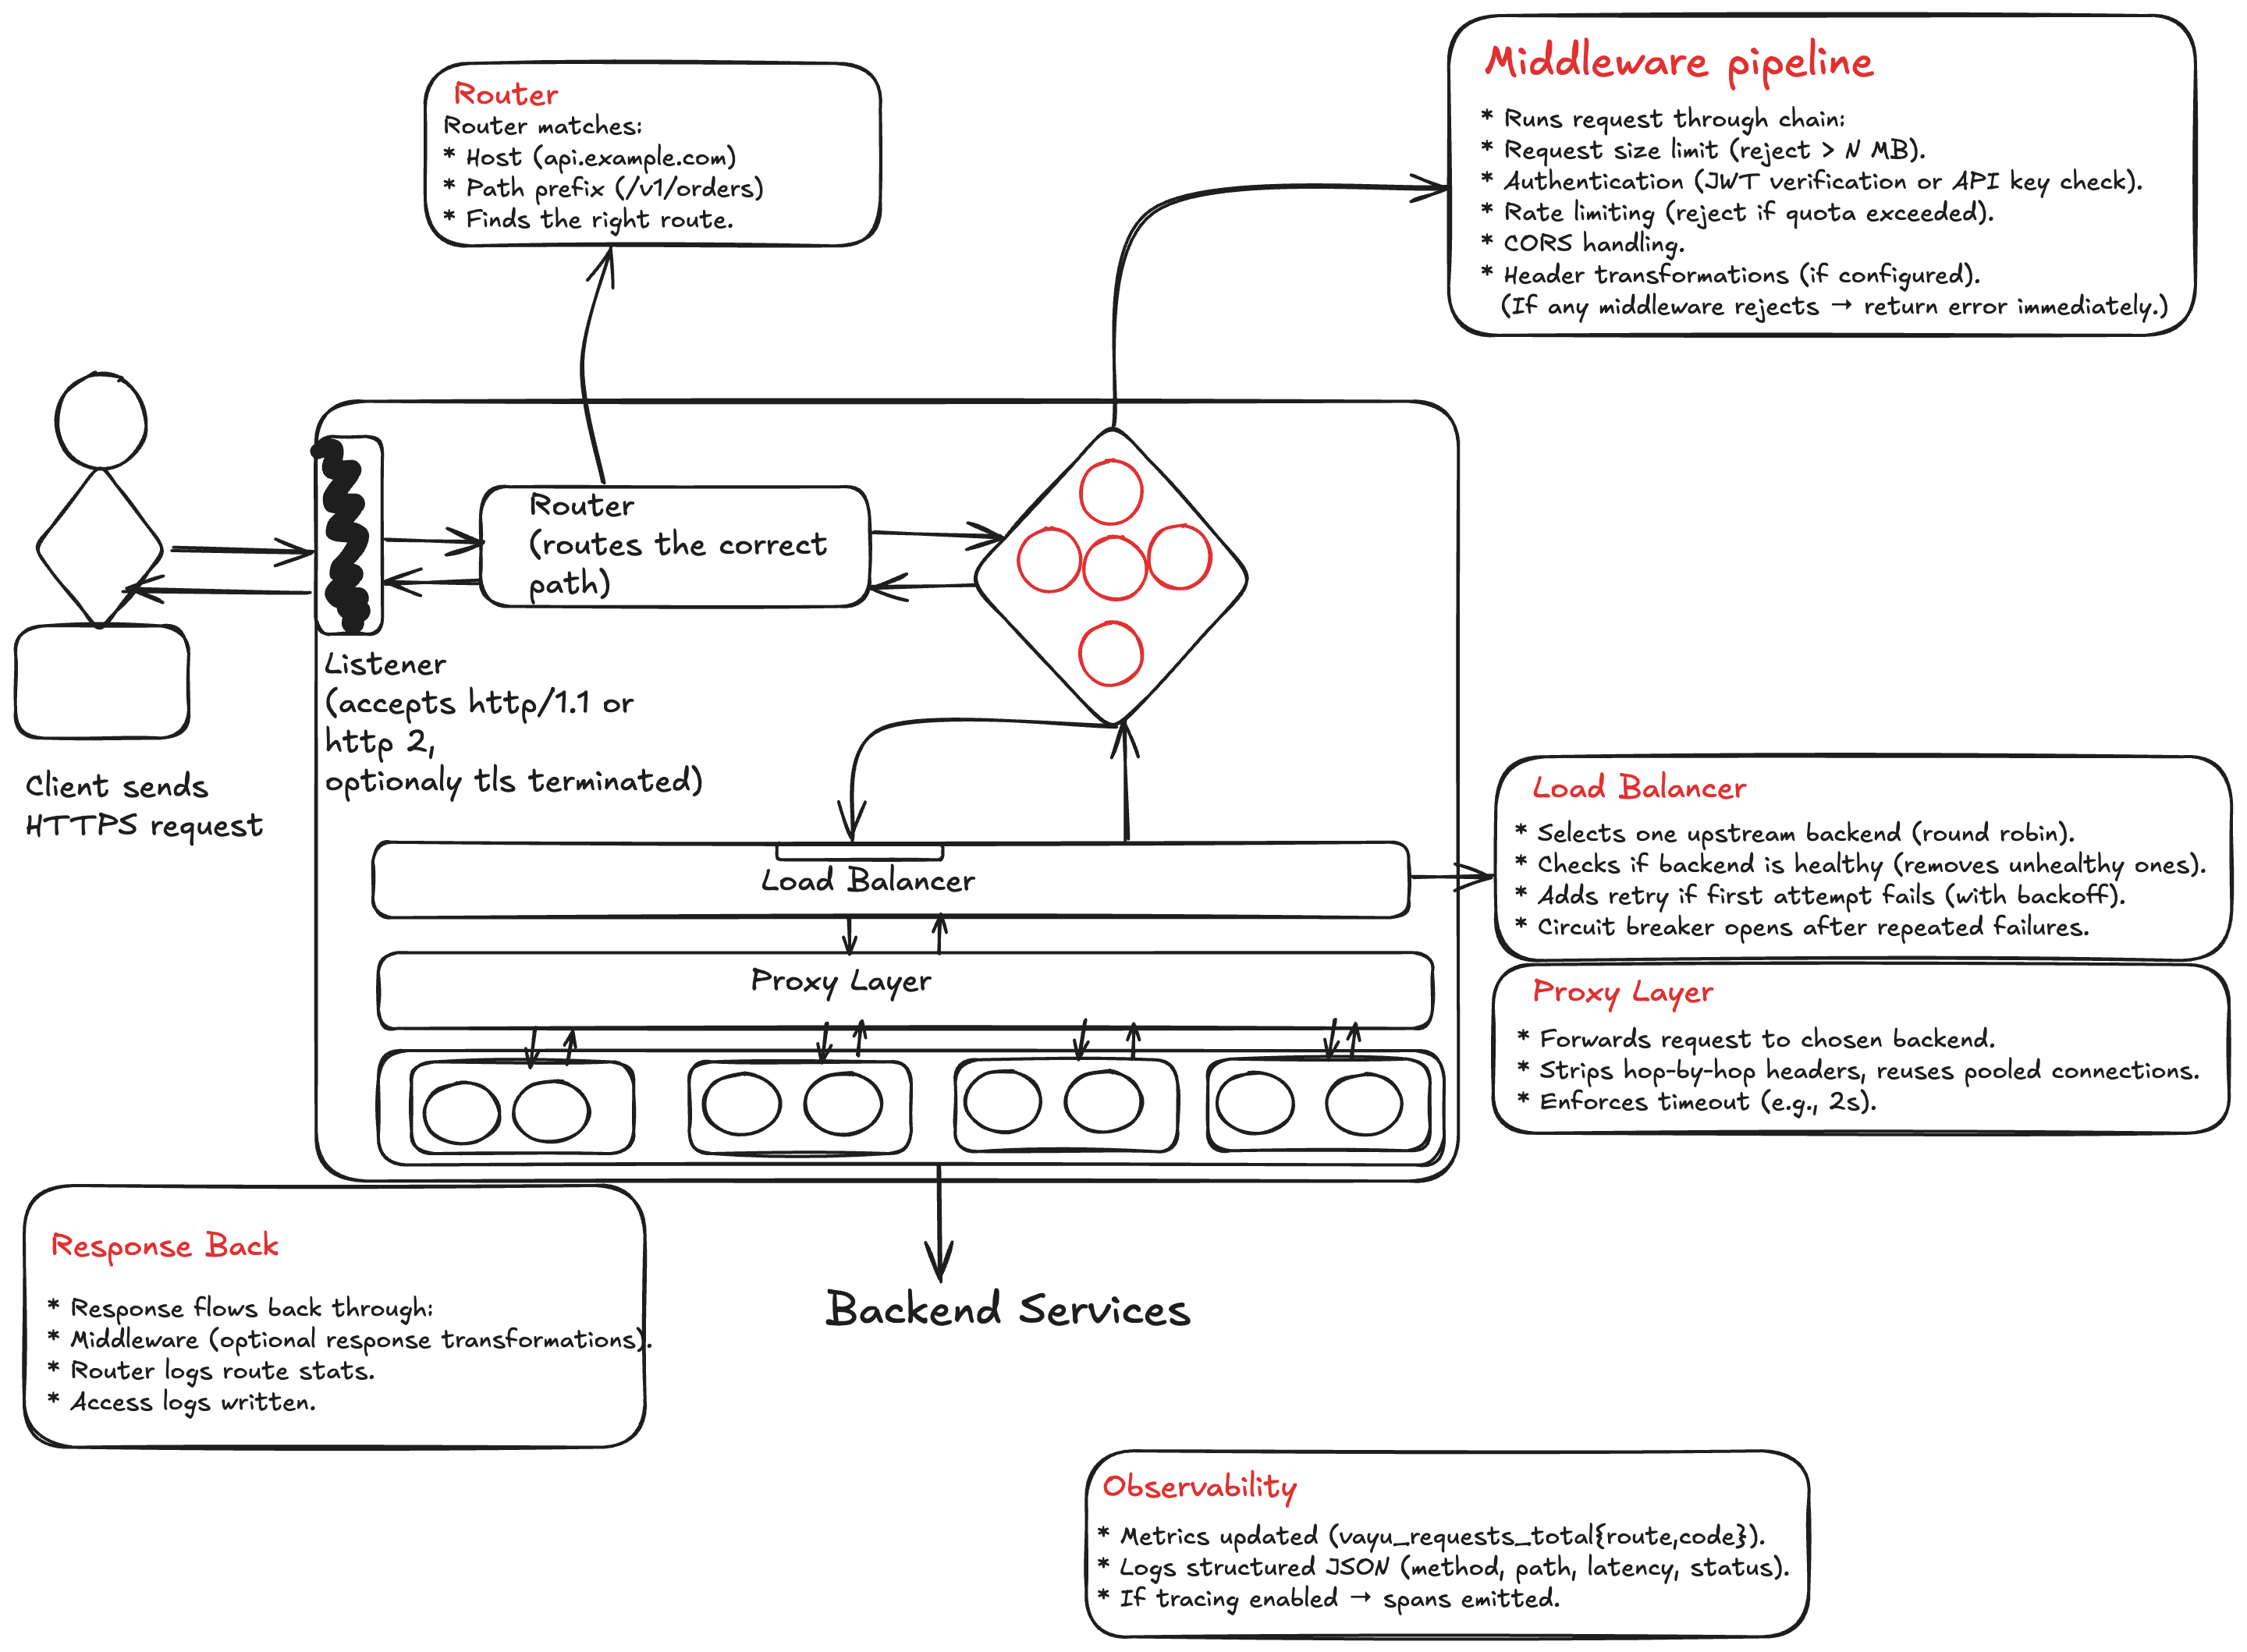 Router
Router matches:
* Host (api.example.com)
* Path prefix (/v1/orders)
* Finds the right route.
Middleware pipeline
* Runs request through chain:
* Request size limit (reject > N MB).
* Authentication (JWT verification or API key check).
* Rate limiting (reject if quota exceeded).
* CORS handling.
* Header transformations (if configured).
(If any middleware rejects → return error immediately.)
Router
(routes the correct
path)
Listener
(accepts http/1.1 or
http 2,
optionaly tls terminated)
Client sends
HTTPS request
Load Balancer
Load Balancer
* Selects one upstream backend (round robin).
* Checks if backend is healthy (removes unhealthy ones).
* Adds retry if first attempt fails (with backoff).
* Circuit breaker opens after repeated failures.
Proxy Layer
Proxy Layer
* Forwards request to chosen backend.
* Strips hop-by-hop headers, reuses pooled connections.
* Enforces timeout (e.g., 2s).
Response Back
* Response flows back through:
* Middleware (optional response transformations).
* Router logs route stats.
* Access logs written.
Backend Services
Observability
* Metrics updated (vayu_requests_total{route,code}).
* Logs structured JSON (method, path, latency, status).
* If tracing enabled → spans emitted.